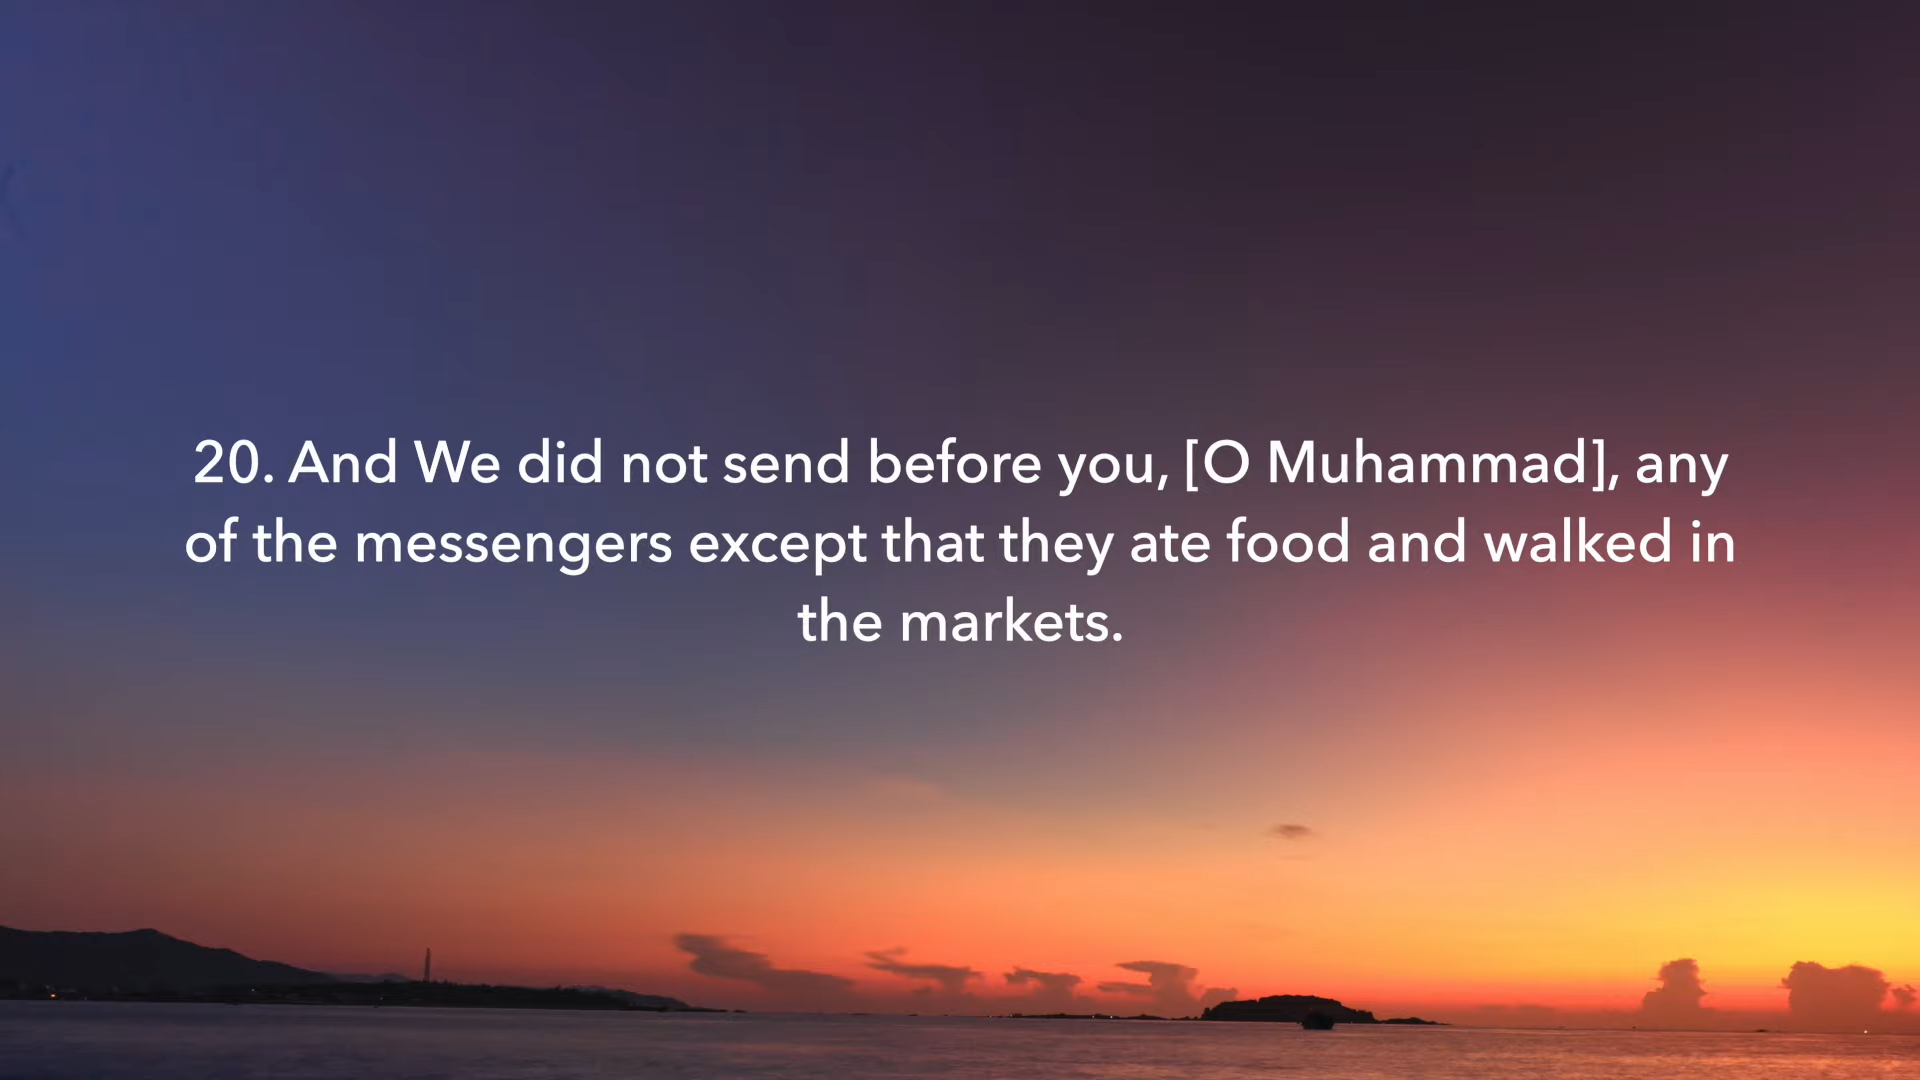 20. And We did not send before you, [O Muhammad], any
of the messengers except that they ate food and walked in
the markets.